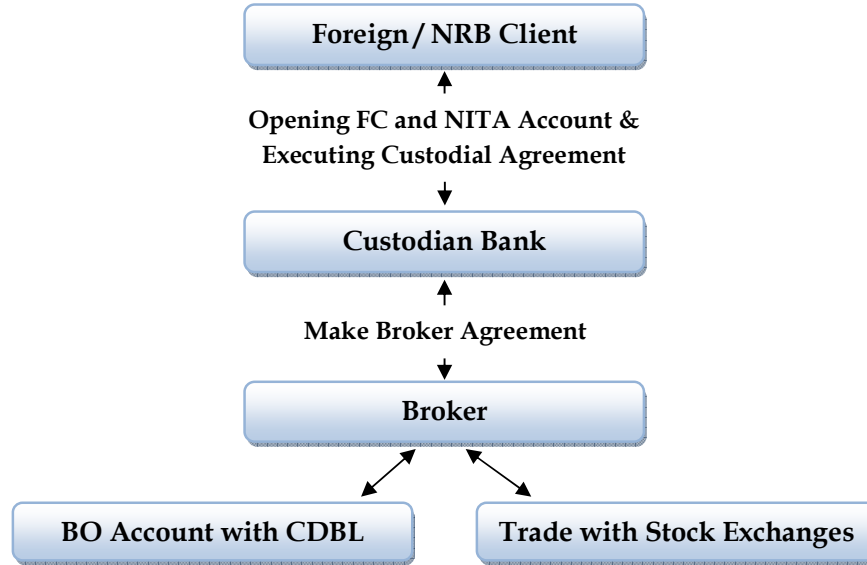 Foreign / NRB Client
Opening FC and NITA Account &
Executing Custodial Agreement
Custodian Bank
Make Broker Agreement
Broker
BO Account with CDBL
Trade with Stock Exchanges